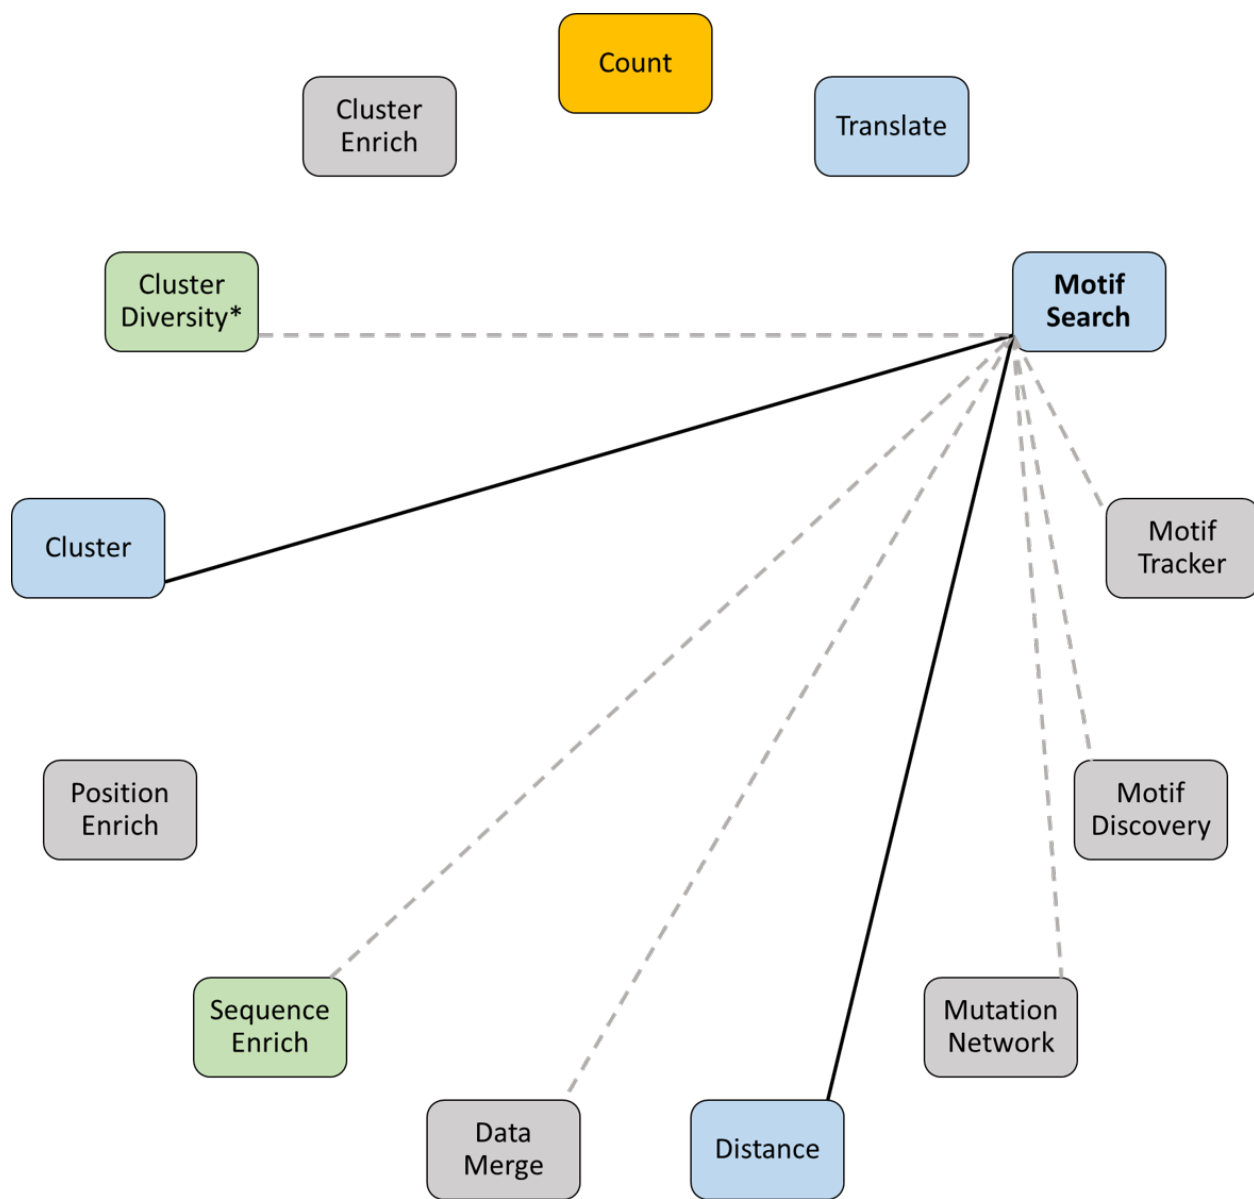 Count
Cluster
Enrich
Translate
Cluster
Diversity*
Motif
Search
Cluster
Motif
Tracker
Position
Enrich
Motif
Discovery
Sequence
Enrich
Mutation
Network
Data
Merge
Distance